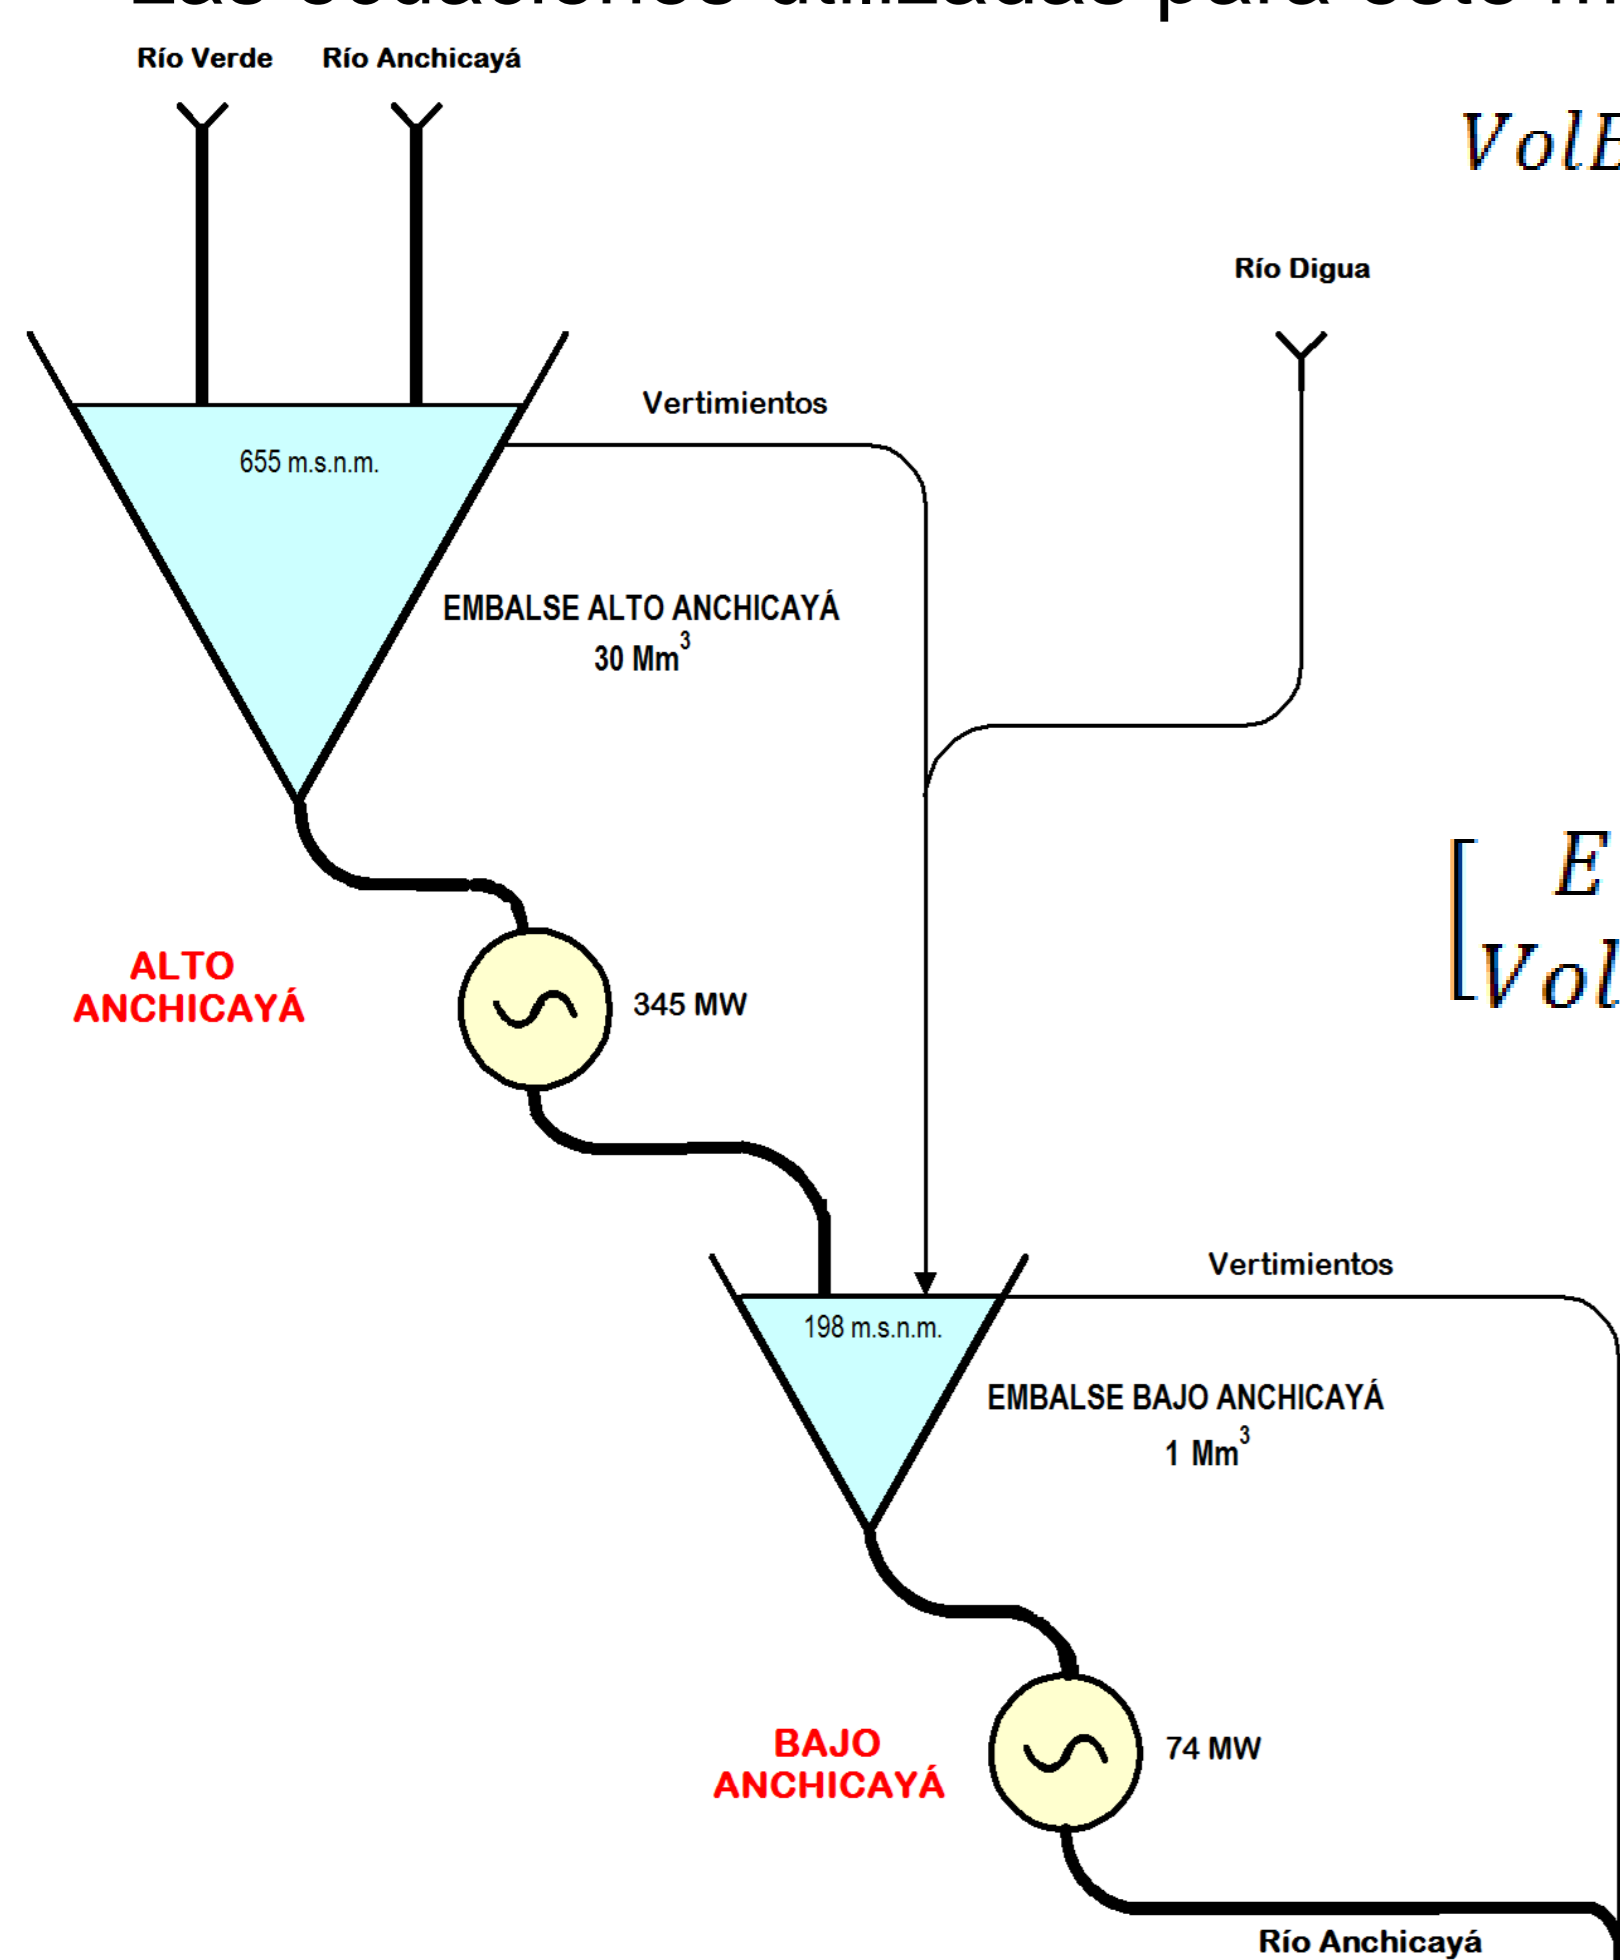 Río Verde
Río Anchicayá
Río Digua
655 m.s.n.m.
Vertimientos
EMBALSE ALTO ANCHICAYÁ
30 Mm³
E
Vol
ALTO
ANCHICAYÁ
345 MW
198 m.s.n.m.
Vertimientos
EMBALSE BAJO ANCHICAYÁ
1 Mm³
BAJO
ANCHICAYÁ
74 MW
Río Anchicayá